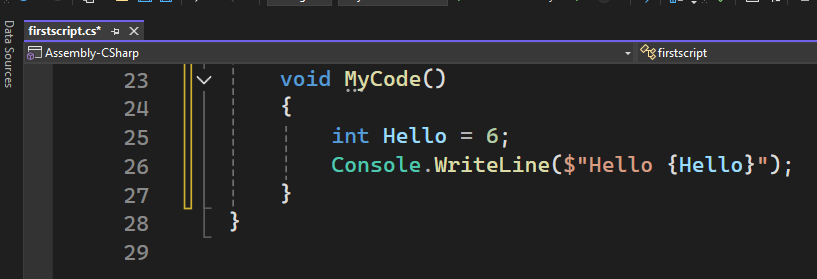 firstscript.cs*
Data Sources
Assembly-CSharp
firstscript
23 void MyCode()
24 {
25 int Hello = 6;
26 Console.WriteLine($"Hello {Hello}");
27 }
28 }
29